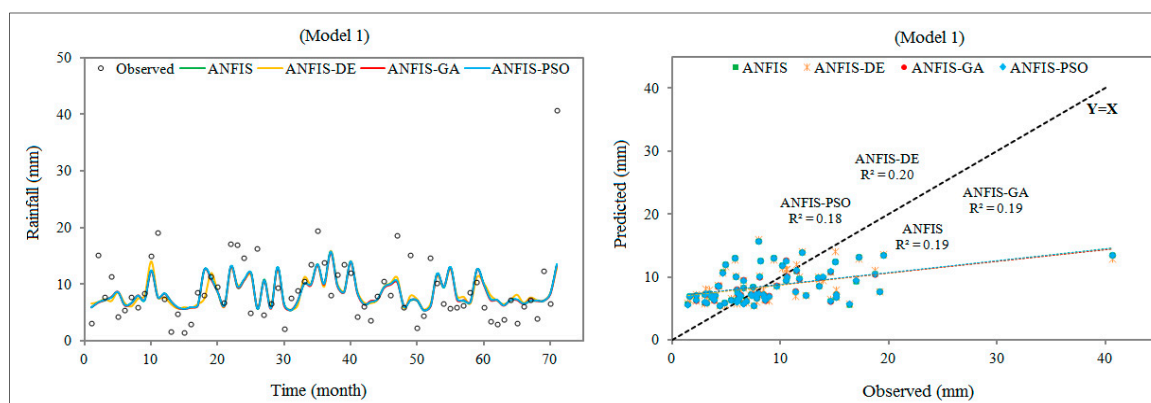 (Model 1)
Observed ANFIS ANFIS-DE ANFIS-GA ANFIS-PSO
50
40
30
20
10
0
Rainfall (mm)
0 10 20 30 40 50 60 70
Time (month)
(Model 1)
ANFIS ANFIS-DE ANFIS-GA ANFIS-PSO
40
30
20
10
0
Predicted (mm)
Y=X
ANFIS-DE
R² = 0.20
ANFIS-PSO
R² = 0.18
ANFIS-GA
R² = 0.19
ANFIS
R² = 0.19
0 10 20 30 40
Observed (mm)